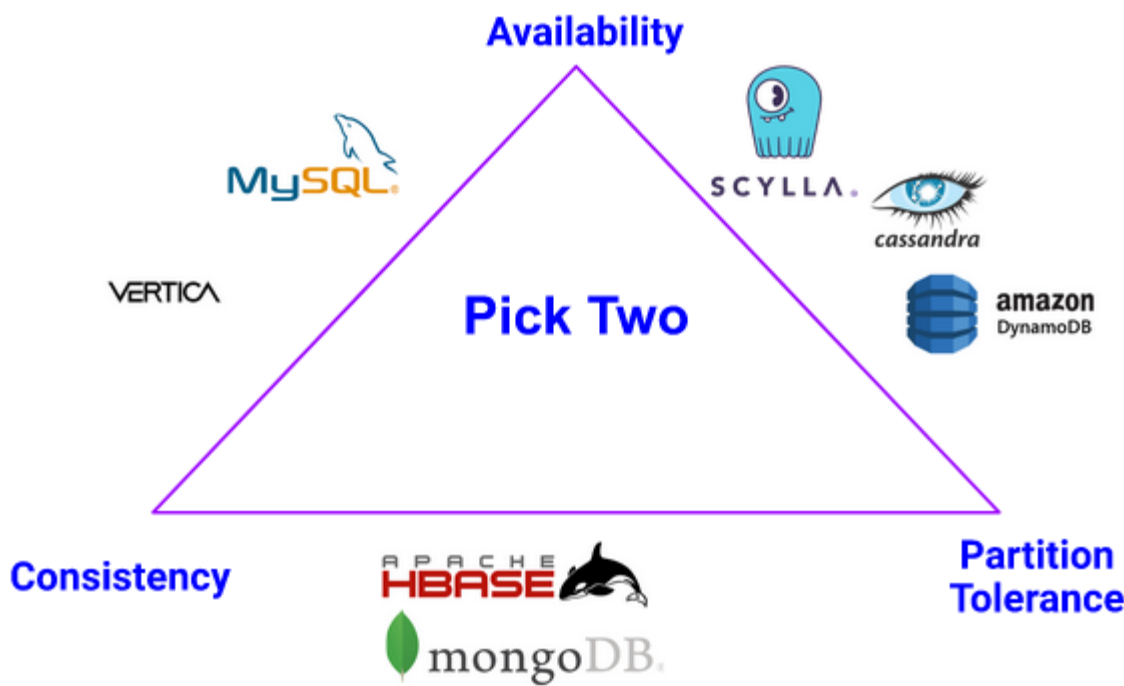 Availability
MySQL®
SCYLLA.
cassandra
VERTICA
Pick Two
amazon
DynamoDB
Consistency
APACHE
HBASE
mongoDB
Partition
Tolerance